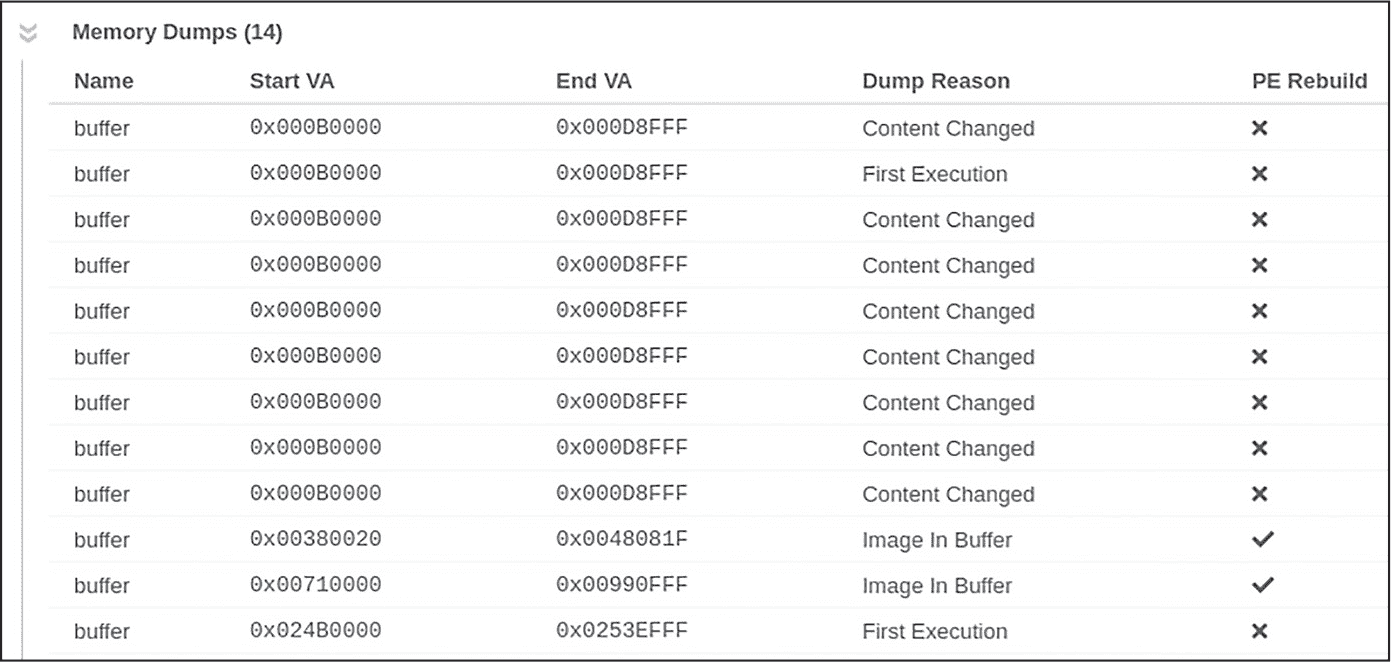 Memory Dumps (14)
Name Start VA End VA Dump Reason PE Rebuild
buffer 0x000B0000 0x000D8FFF Content Changed ✕
buffer 0x000B0000 0x000D8FFF First Execution ✕
buffer 0x000B0000 0x000D8FFF Content Changed ✕
buffer 0x000B0000 0x000D8FFF Content Changed ✕
buffer 0x000B0000 0x000D8FFF Content Changed ✕
buffer 0x000B0000 0x000D8FFF Content Changed ✕
buffer 0x000B0000 0x000D8FFF Content Changed ✕
buffer 0x000B0000 0x000D8FFF Content Changed ✕
buffer 0x000B0000 0x000D8FFF Content Changed ✕
buffer 0x00380020 0x0048081F Image In Buffer ✓
buffer 0x00710000 0x00990FFF Image In Buffer ✓
buffer 0x024B0000 0x0253EFFF First Execution ✕